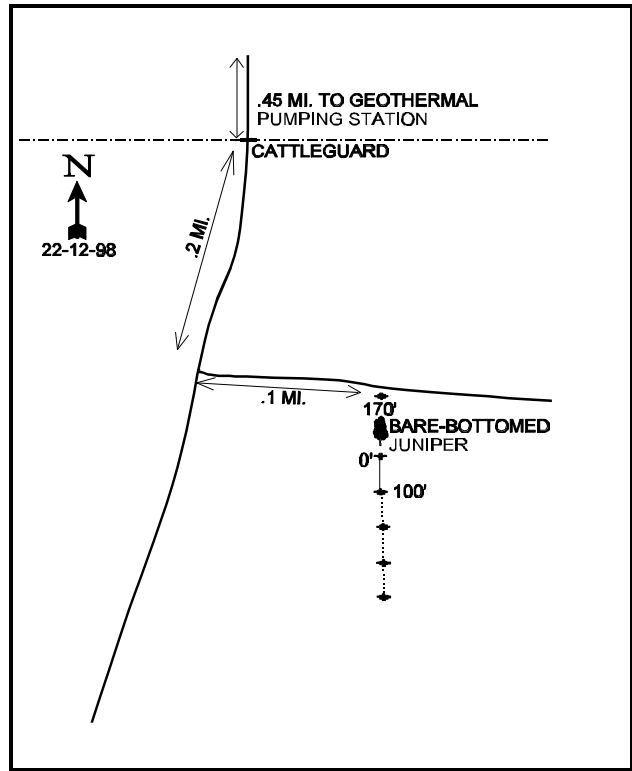 .45 MI. TO GEOTHERMAL
PUMPING STATION
CATTLEGUARD
N
22-12-98
.2 MI.
.1 MI.
170'
BARE-BOTTOMED
JUNIPER
0'
100'